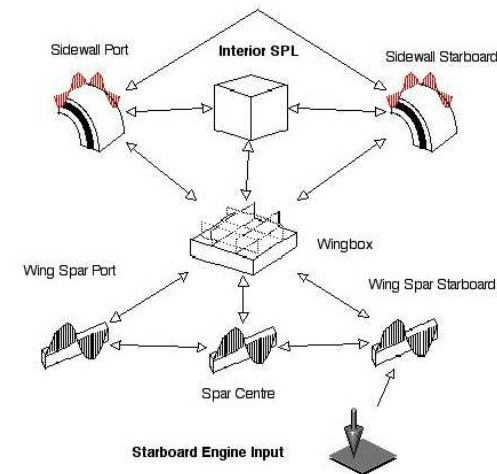 Sidewall Port
Interior SPL
Sidewall Starboard
Wingbox
Wing Spar Port
Wing Spar Starboard
Spar Centre
Starboard Engine Input